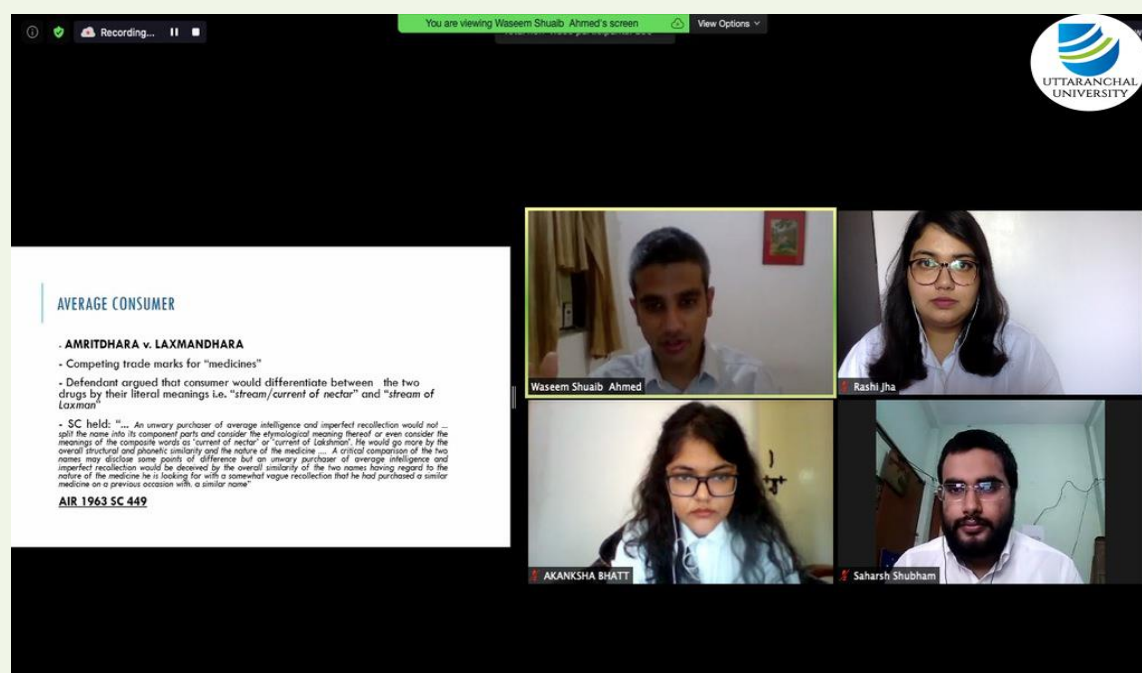 Recording...
You are viewing Waseem Shuaib Ahmed's screen
View Options
UTTARANCHAL
UNIVERSITY
AVERAGE CONSUMER
- AMRITDHARA v. LAXMANDHARA
- Competing trade marks for "medicines"
- Defendant argued that consumer would differentiate between the two
drugs by their literal meanings i.e. "stream/current of nectar" and "stream of
Laxman"
- SC held: "... An unwary purchaser of average intelligence and imperfect recollection would not ...
split the name into its component parts and consider the etymological meaning thereof or even consider the
meanings of the composite words as 'current of nectar' or 'current of Lakshman'. He would go more by the
overall structural and phonetic similarity and the nature of the medicine .... A critical comparison of the two
names may disclose some points of difference but an unwary purchaser of average intelligence and
imperfect recollection would be deceived by the overall similarity of the two names having regard to the
nature of the medicine he is looking for with a somewhat vague recollection that he had purchased a similar
medicine on a previous occasion with. a similar name"
AIR 1963 SC 449
Waseem Shuaib Ahmed
Rashi Jha
AKANKSHA BHATT
Saharsh Shubham